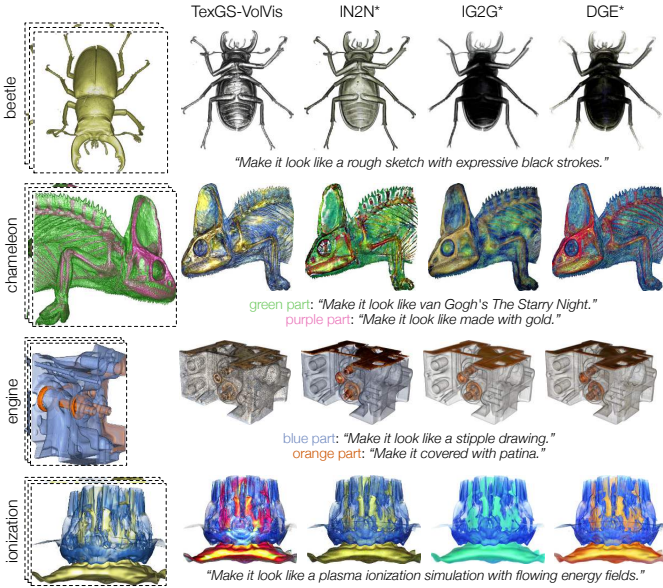 TexGS-VolVis IN2N* IG2G* DGE*
beetle
“Make it look like a rough sketch with expressive black strokes.”
chameleon
green part: “Make it look like van Gogh's The Starry Night.”
purple part: “Make it look like made with gold.”
engine
blue part: “Make it look like a stipple drawing.”
orange part: “Make it covered with patina.”
ionization
“Make it look like a plasma ionization simulation with flowing energy fields.”